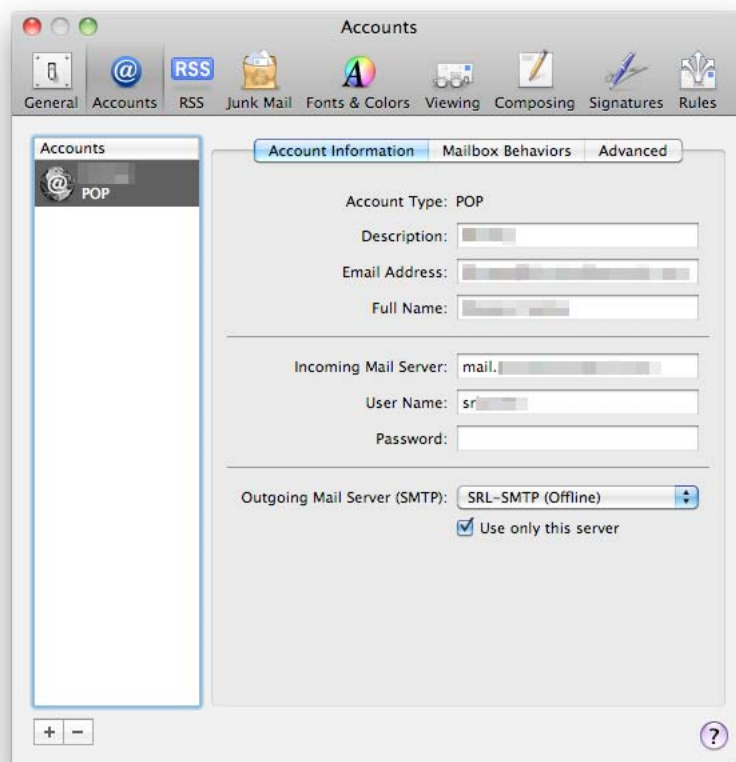 Accounts
RSS
General Accounts RSS Junk Mail Fonts & Colors Viewing Composing Signatures Rules
Accounts
POP
Account Information Mailbox Behaviors Advanced
Account Type: POP
Description:
Email Address:
Full Name:
Incoming Mail Server: mail.
User Name: sr
Password:
Outgoing Mail Server (SMTP): SRL-SMTP (Offline)
Use only this server
+ −
?